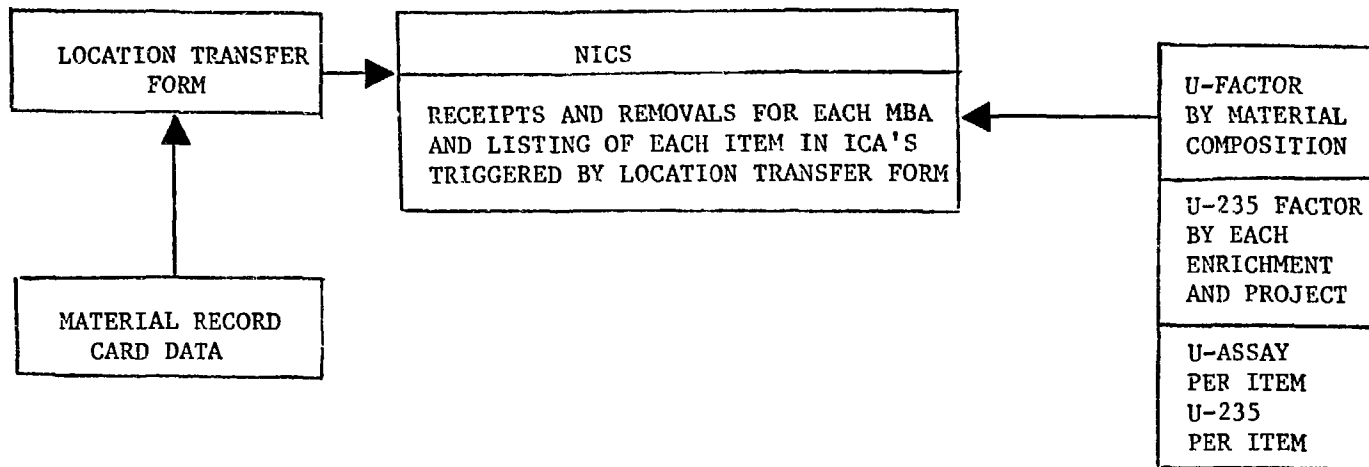 LOCATION TRANSFER
FORM
NICS
RECEIPTS AND REMOVALS FOR EACH MBA
AND LISTING OF EACH ITEM IN ICA'S
TRIGGERED BY LOCATION TRANSFER FORM
MATERIAL RECORD
CARD DATA
U-FACTOR
BY MATERIAL
COMPOSITION
U-235 FACTOR
BY EACH
ENRICHMENT
AND PROJECT
U-ASSAY
PER ITEM
U-235
PER ITEM